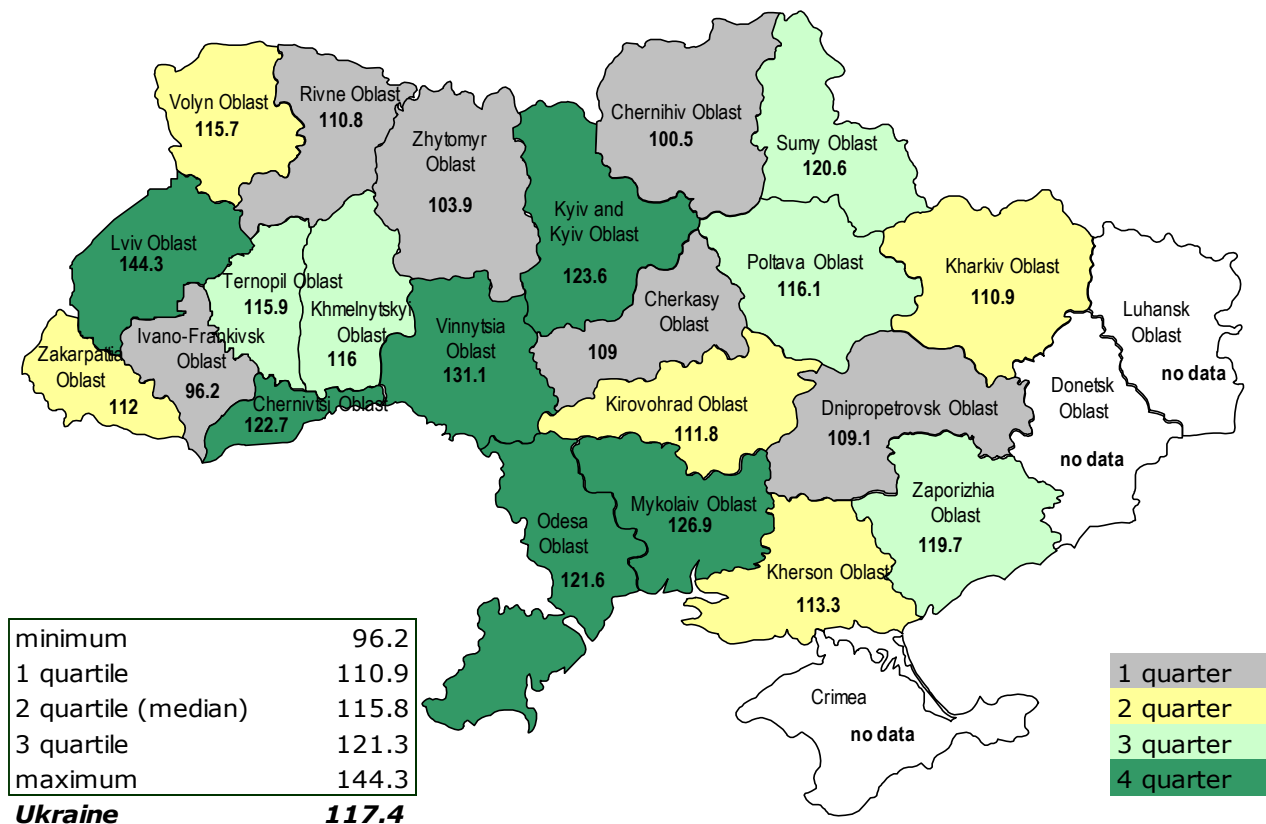 Volyn Oblast
115.7
Rivne Oblast
110.8
Zhytomyr
Oblast
103.9
Chernihiv Oblast
100.5
Sumy Oblast
120.6
Kyiv and
Kyiv Oblast
123.6
Lviv Oblast
144.3
Ternopil Oblast
115.9
Khmelnytskyi
Oblast
116
Poltava Oblast
116.1
Kharkiv Oblast
110.9
Luhansk
Oblast
no data
Cherkasy
Oblast
109
Vinnytsia
Oblast
131.1
Ivano-Frankivsk
Oblast
96.2
Zakarpattia
Oblast
112
Chernivtsi Oblast
122.7
Kirovohrad Oblast
111.8
Dnipropetrovsk Oblast
109.1
Donetsk
Oblast
no data
Zaporizhia
Oblast
119.7
Mykolaiv Oblast
126.9
Odesa
Oblast
121.6
Kherson Oblast
113.3
Crimea
no data
minimum 96.2
1 quartile 110.9
2 quartile (median) 115.8
3 quartile 121.3
maximum 144.3
Ukraine 117.4
1 quarter
2 quarter
3 quarter
4 quarter